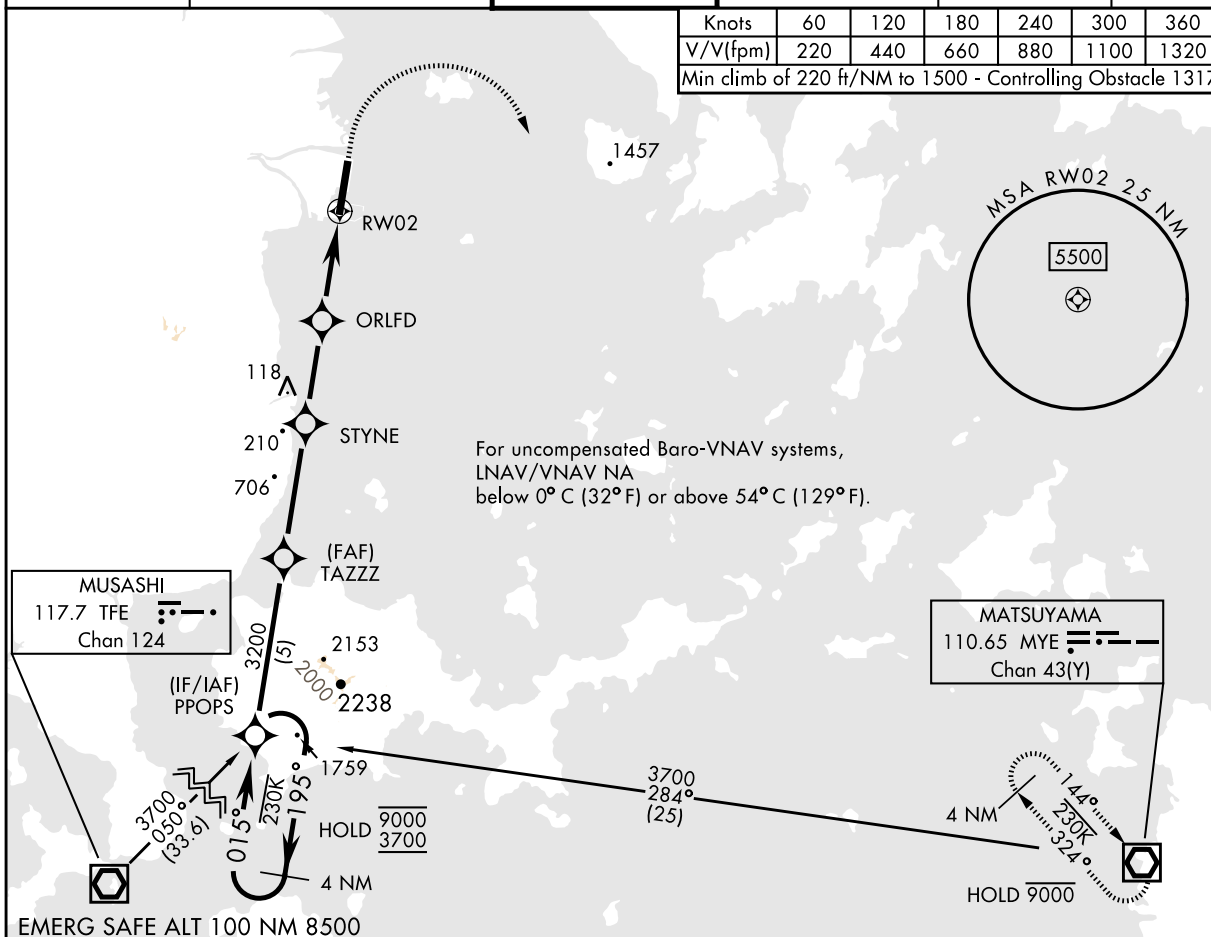 Knots 60 120 180 240 300 360
V/V(fpm) 220 440 660 880 1100 1320
Min climb of 220 ft/NM to 1500 - Controlling Obstacle 1317
1457
MSA RW02 25 NM
5500
RW02
ORLFD
118
STYNE
210
706
For uncompensated Baro-VNAV systems,
LNAV/VNAV NA
below 0° C (32° F) or above 54° C (129° F).
(FAF)
TAZZZ
MUSASHI
117.7 TFE
Chan 124
MATSUYAMA
110.65 MYE
Chan 43(Y)
3200
(5)
2153
2000
2238
(IF/IAF)
PPOPS
1759
3700
050°
(33.6)
015°
230K
195°
HOLD 9000
3700
4 NM
3700
284°
(25)
4 NM
144°
230K
324°
HOLD 9000
EMERG SAFE ALT 100 NM 8500